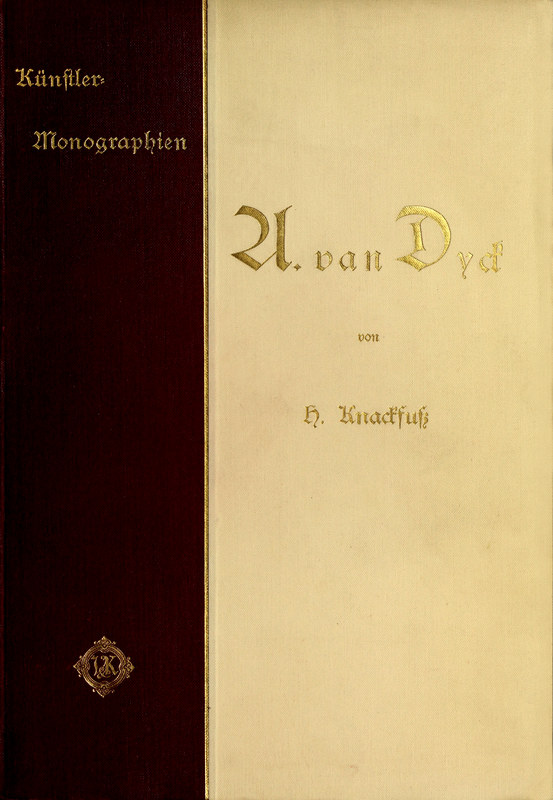 Künſtler⸗
Monographien
A. van Dyck
von
H. Knackfuß
V&K